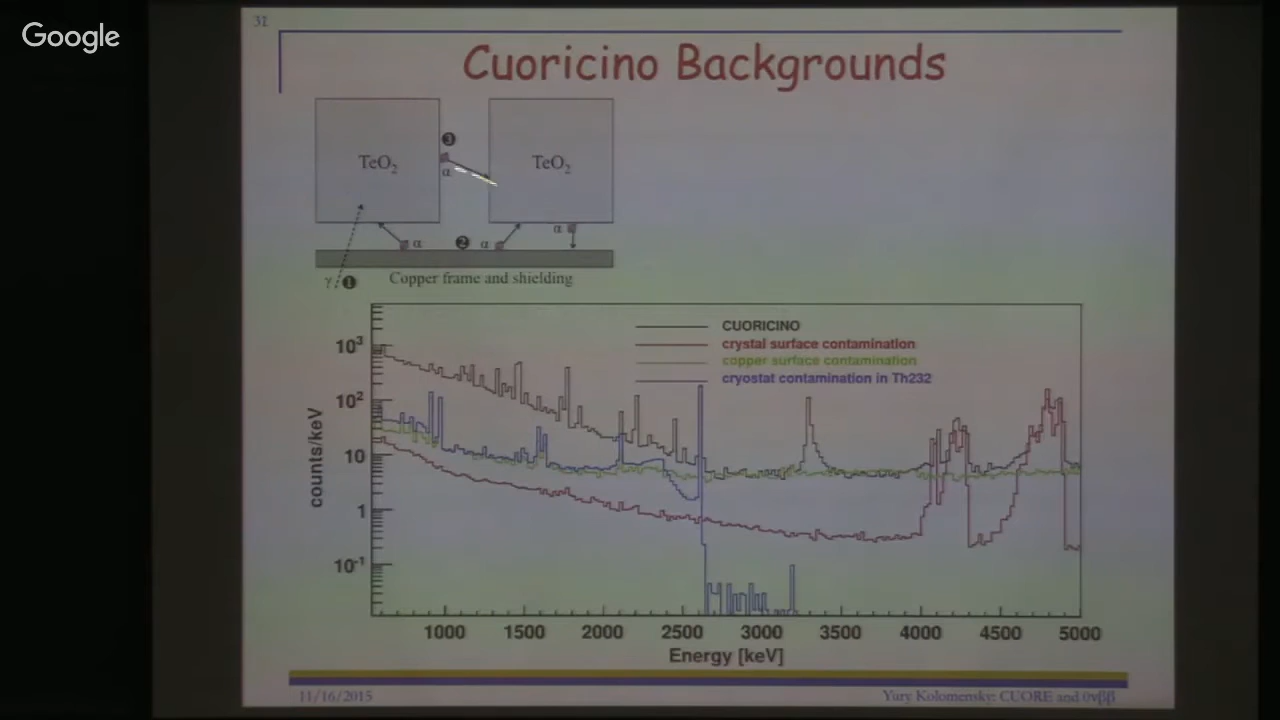 Google
31
Cuoricino Backgrounds
❸
TeO₂
TeO₂
α
α
α ❷ α
γ ❶
Copper frame and shielding
CUORICINO
crystal surface contamination
copper surface contamination
cryostat contamination in Th232
10³
10²
10
1
10⁻¹
counts/keV
1000 1500 2000 2500 3000 3500 4000 4500 5000
Energy [keV]
11/16/2015
Yury Kolomensky: CUORE and 0νββ